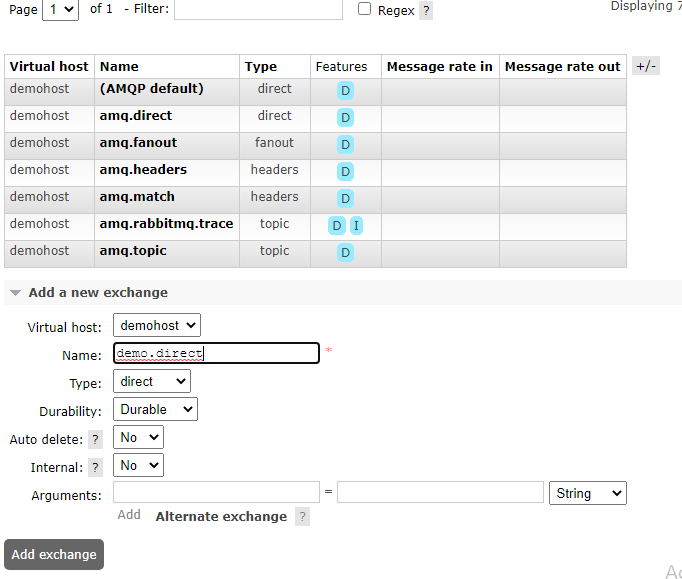 Page 1 of 1 - Filter: Regex ? Displaying 7
Virtual host Name Type Features Message rate in Message rate out +/-
demohost (AMQP default) direct D
demohost amq.direct direct D
demohost amq.fanout fanout D
demohost amq.headers headers D
demohost amq.match headers D
demohost amq.rabbitmq.trace topic D I
demohost amq.topic topic D
Add a new exchange
Virtual host: demohost
Name: demo.direct *
Type: direct
Durability: Durable
Auto delete: ? No
Internal: ? No
Arguments: = String
Add Alternate exchange ?
Add exchange